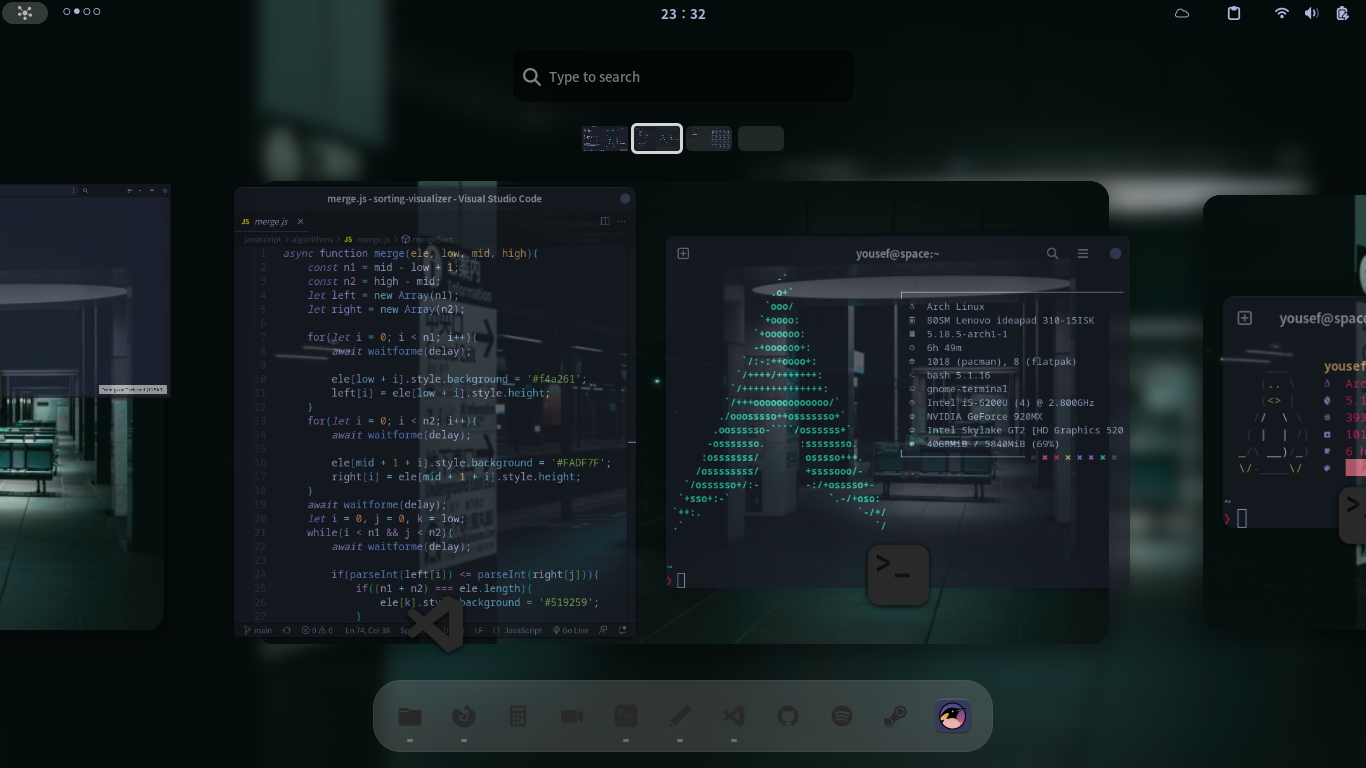 23 : 32
Type to search
merge.js - sorting-visualizer - Visual Studio Code
JS merge.js ×
javascript > algorithms > JS merge.js > mergeSort
1 async function merge(ele, low, mid, high){
2 const n1 = mid - low + 1;
3 const n2 = high - mid;
4 let left = new Array(n1);
5 let right = new Array(n2);
6
7 for(let i = 0; i < n1; i++){
8 await waitforme(delay);
9
10 ele[low + i].style.background = '#f4a261';
11 left[i] = ele[low + i].style.height;
12 }
13 for(let i = 0; i < n2; i++){
14 await waitforme(delay);
15
16 ele[mid + 1 + i].style.background = '#FADF7F';
17 right[i] = ele[mid + 1 + i].style.height;
18 }
19 await waitforme(delay);
20 let i = 0, j = 0, k = low;
21 while(i < n1 && j < n2){
22 await waitforme(delay);
23
24 if(parseInt(left[i]) <= parseInt(right[j])){
25 if((n1 + n2) === ele.length){
26 ele[k].style.background = '#519259';
27 }
main 0 0 Ln 74, Col 38 LF {} JavaScript Go Live
yousef@space:~
Arch Linux
80SM Lenovo ideapad 310-15ISK
5.18.5-arch1-1
6h 49m
1018 (pacman), 8 (flatpak)
bash 5.1.16
gnome-terminal
Intel i5-6200U (4) @ 2.800GHz
NVIDIA GeForce 920MX
Intel Skylake GT2 [HD Graphics 520
4068MiB / 5840MiB (69%)
~
❯
yousef@space
yousef
Arc
5.1
393
101
6 h
~
❯